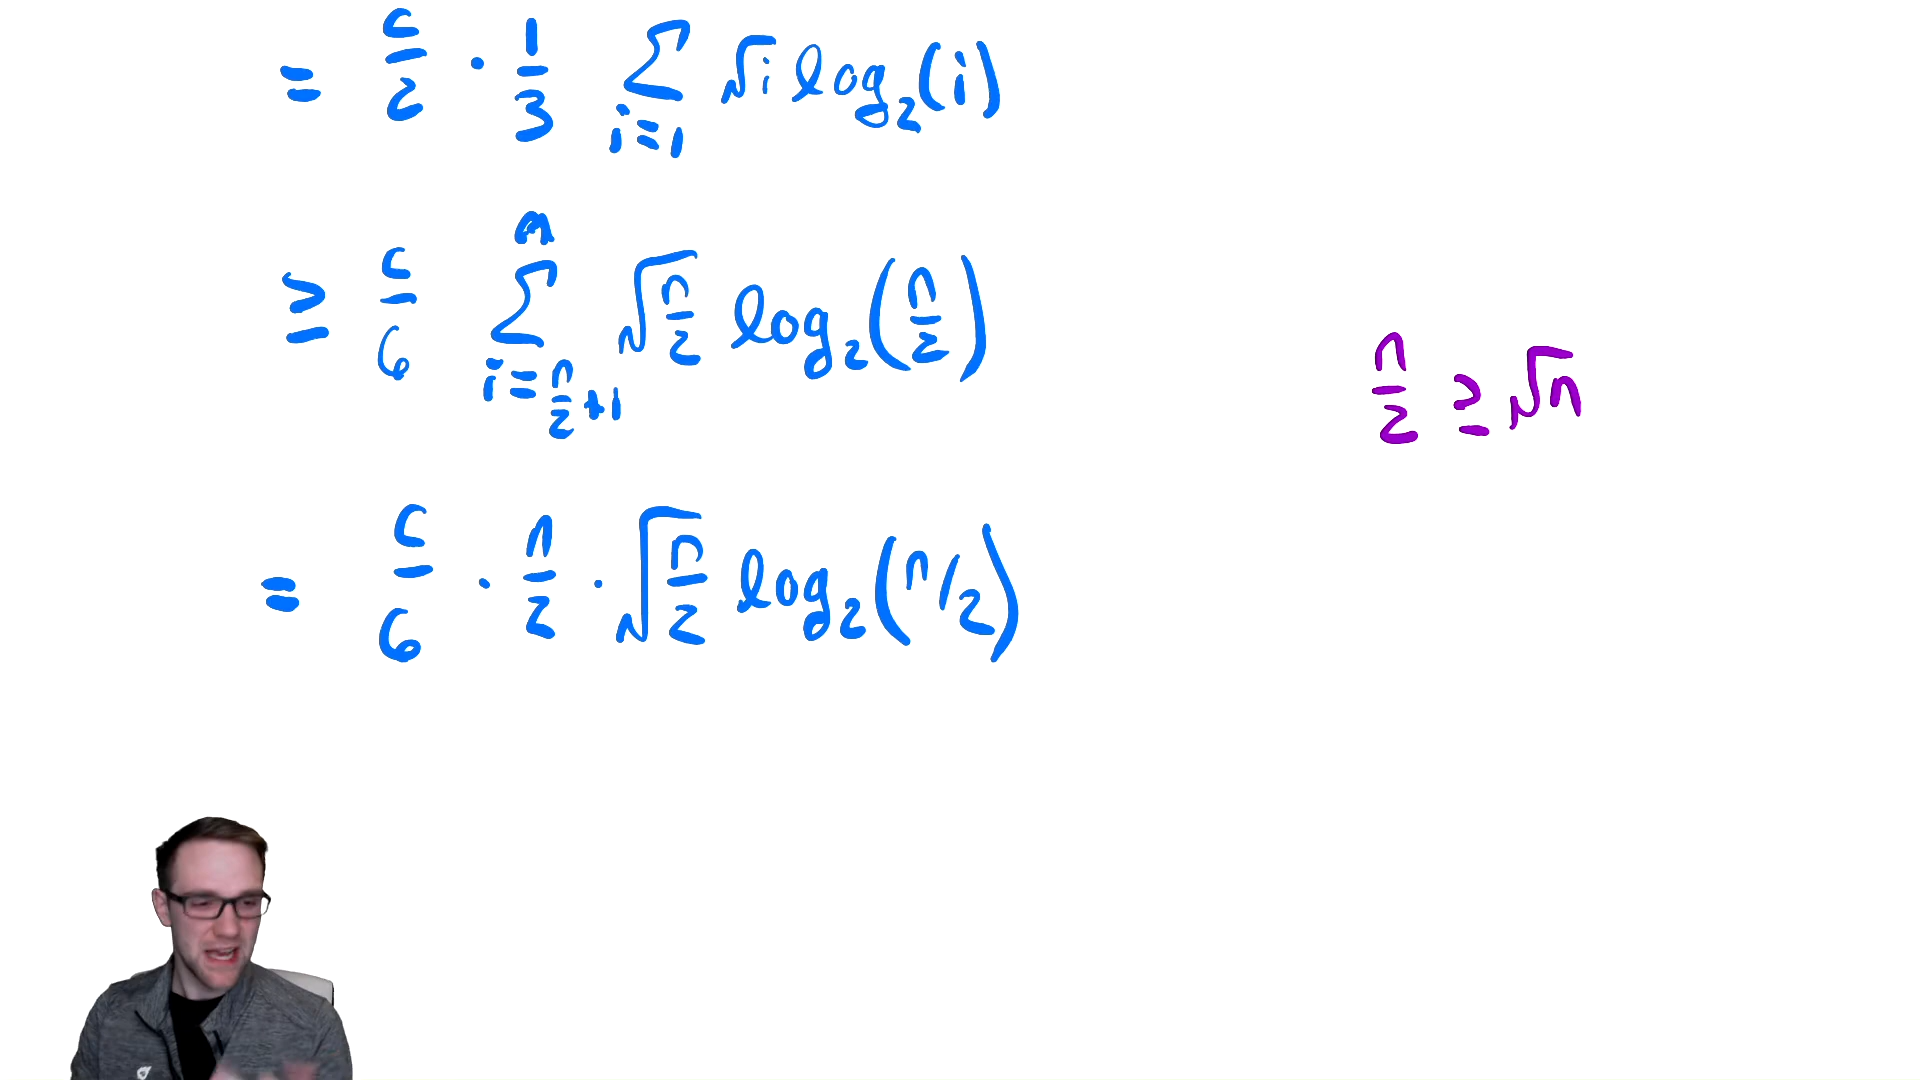 = c/2 · 1/3 ∑_{i=1} √i log₂(i)
≥ c/6 ∑_{i=n/2+1}^{n} √(n/2) log₂(n/2)
n/2 ≥ √n
= c/6 · n/2 · √(n/2) log₂(n/2)